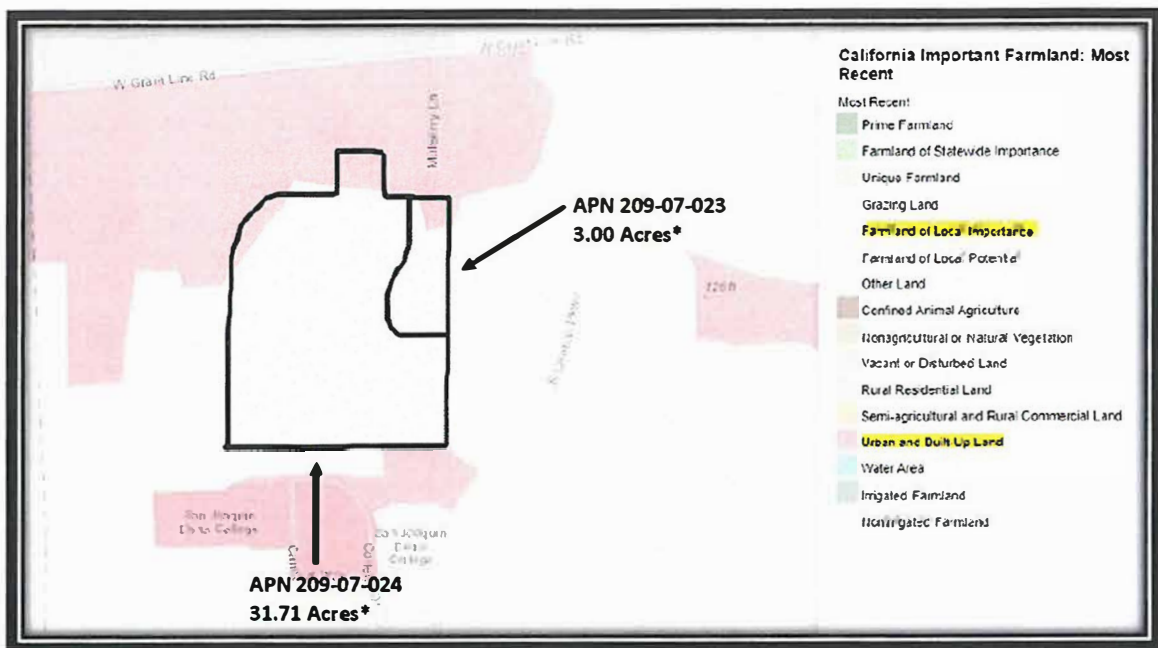 W Grant Line Rd
Mulberry Ln
APN 209-07-023
3.00 Acres*
126 ft
San Joaquin
Delta College
San Joaquin
Delta
College
APN 209-07-024
31.71 Acres*
California Important Farmland: Most
Recent
Most Recent
Prime Farmland
Farmland of Statewide Importance
Unique Farmland
Grazing Land
Farmland of Local Importance
Farmland of Local Potential
Other Land
Confined Animal Agriculture
Nonagricultural or Natural Vegetation
Vacant or Disturbed Land
Rural Residential Land
Semi-agricultural and Rural Commercial Land
Urban and Built-Up Land
Water Area
Irrigated Farmland
Nonirrigated Farmland